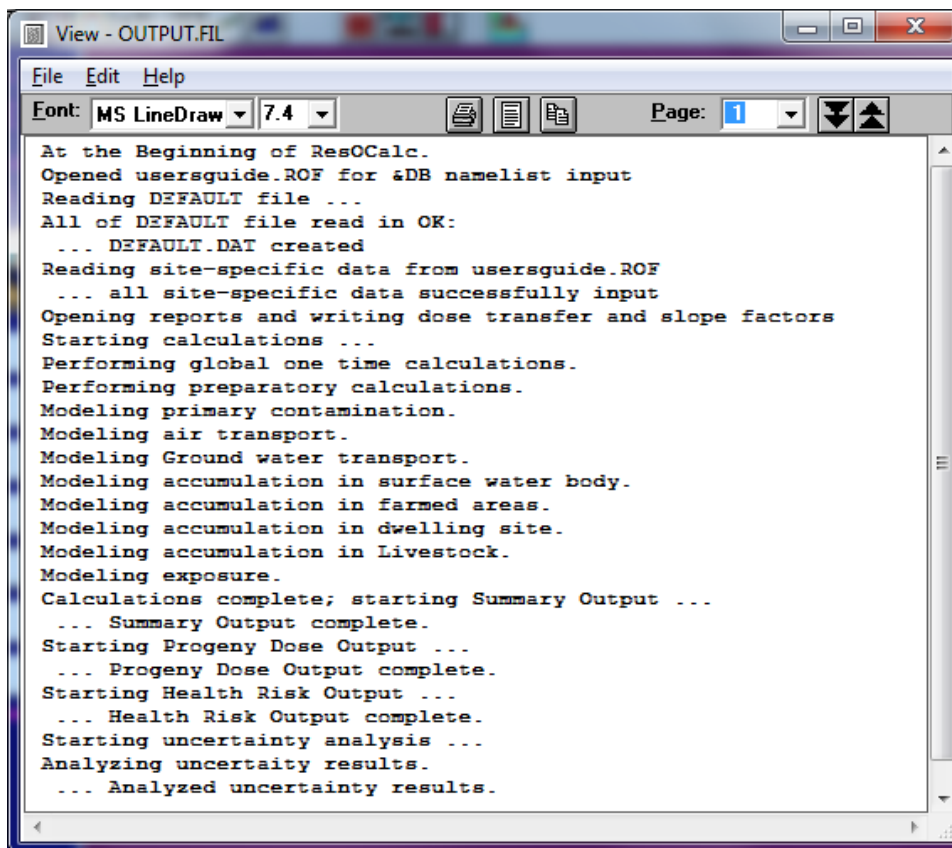 View - OUTPUT.FIL
File Edit Help
Font: MS LineDraw 7.4 Page: 1
At the Beginning of ResOCalc.
Opened usersguide.ROF for &DB namelist input
Reading DEFAULT file ...
All of DEFAULT file read in OK:
... DEFAULT.DAT created
Reading site-specific data from usersguide.ROF
... all site-specific data successfully input
Opening reports and writing dose transfer and slope factors
Starting calculations ...
Performing global one time calculations.
Performing preparatory calculations.
Modeling primary contamination.
Modeling air transport.
Modeling Ground water transport.
Modeling accumulation in surface water body.
Modeling accumulation in farmed areas.
Modeling accumulation in dwelling site.
Modeling accumulation in Livestock.
Modeling exposure.
Calculations complete; starting Summary Output ...
... Summary Output complete.
Starting Progeny Dose Output ...
... Progeny Dose Output complete.
Starting Health Risk Output ...
... Health Risk Output complete.
Starting uncertainty analysis ...
Analyzing uncertaity results.
... Analyzed uncertainty results.